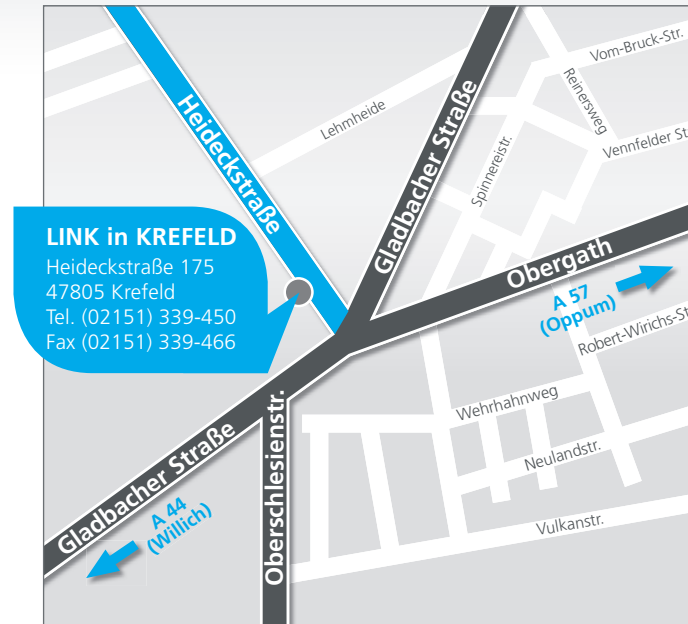 Vom-Bruck-Str.
Reinersweg
Heideckstraße
Lehmheide
Gladbacher Straße
Spinnereistr.
Vennfelder St
LINK in KREFELD
Heideckstraße 175
47805 Krefeld
Tel. (02151) 339-450
Fax (02151) 339-466
Obergath
A 57
(Oppum)
Robert-Wirichs-St
Wehrhahnweg
Gladbacher Straße
Oberschlesienstr.
Neulandstr.
A 44
(Willich)
Vulkanstr.